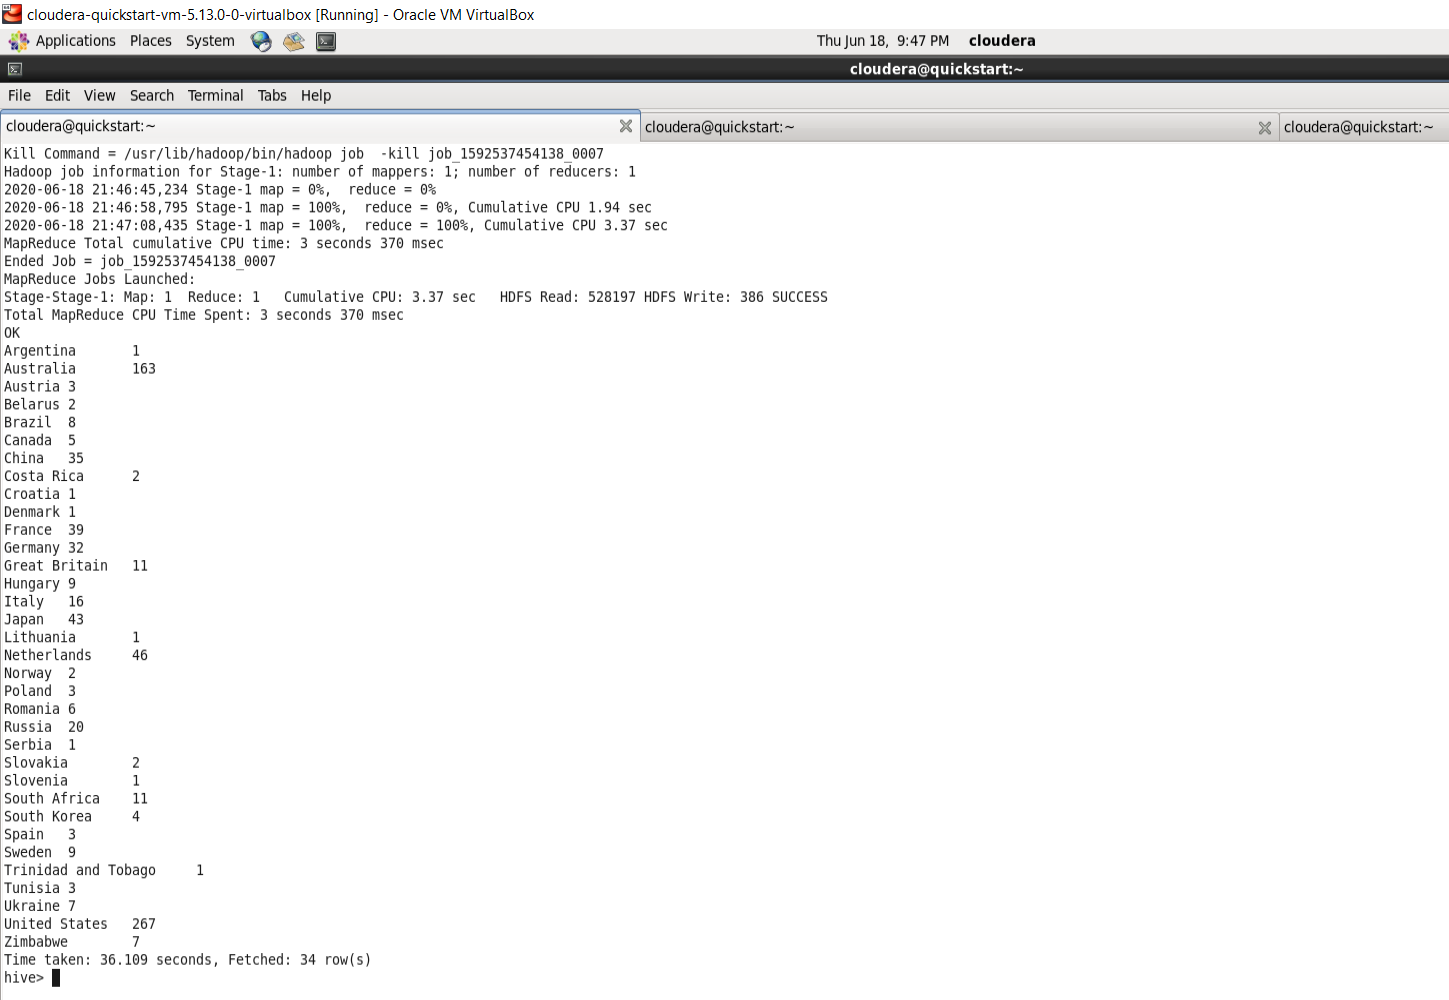 cloudera-quickstart-vm-5.13.0-0-virtualbox [Running] - Oracle VM VirtualBox
Applications Places System Thu Jun 18, 9:47 PM cloudera
cloudera@quickstart:~
File Edit View Search Terminal Tabs Help
cloudera@quickstart:~ cloudera@quickstart:~ cloudera@quickstart:~
Kill Command = /usr/lib/hadoop/bin/hadoop job  -kill job_1592537454138_0007
Hadoop job information for Stage-1: number of mappers: 1; number of reducers: 1
2020-06-18 21:46:45,234 Stage-1 map = 0%,  reduce = 0%
2020-06-18 21:46:58,795 Stage-1 map = 100%,  reduce = 0%, Cumulative CPU 1.94 sec
2020-06-18 21:47:08,435 Stage-1 map = 100%,  reduce = 100%, Cumulative CPU 3.37 sec
MapReduce Total cumulative CPU time: 3 seconds 370 msec
Ended Job = job_1592537454138_0007
MapReduce Jobs Launched:
Stage-Stage-1: Map: 1  Reduce: 1   Cumulative CPU: 3.37 sec   HDFS Read: 528197 HDFS Write: 386 SUCCESS
Total MapReduce CPU Time Spent: 3 seconds 370 msec
OK
Argentina	1
Australia	163
Austria	3
Belarus	2
Brazil	8
Canada	5
China	35
Costa Rica	2
Croatia	1
Denmark	1
France	39
Germany	32
Great Britain	11
Hungary	9
Italy	16
Japan	43
Lithuania	1
Netherlands	46
Norway	2
Poland	3
Romania	6
Russia	20
Serbia	1
Slovakia	2
Slovenia	1
South Africa	11
South Korea	4
Spain	3
Sweden	9
Trinidad and Tobago	1
Tunisia	3
Ukraine	7
United States	267
Zimbabwe	7
Time taken: 36.109 seconds, Fetched: 34 row(s)
hive>